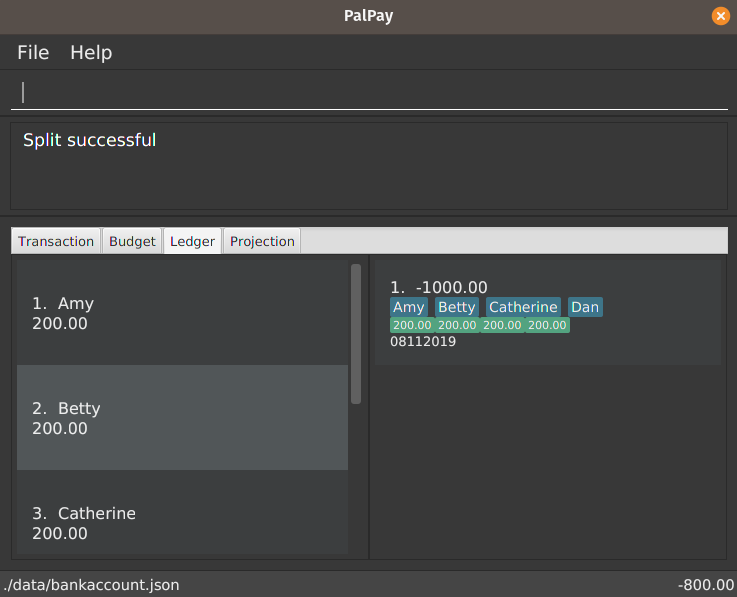 PalPay
File Help
Split successful
Transaction Budget Ledger Projection
1. Amy
200.00
2. Betty
200.00
3. Catherine
200.00
1. -1000.00
Amy Betty Catherine Dan
200.00 200.00 200.00 200.00
08112019
./data/bankaccount.json
-800.00